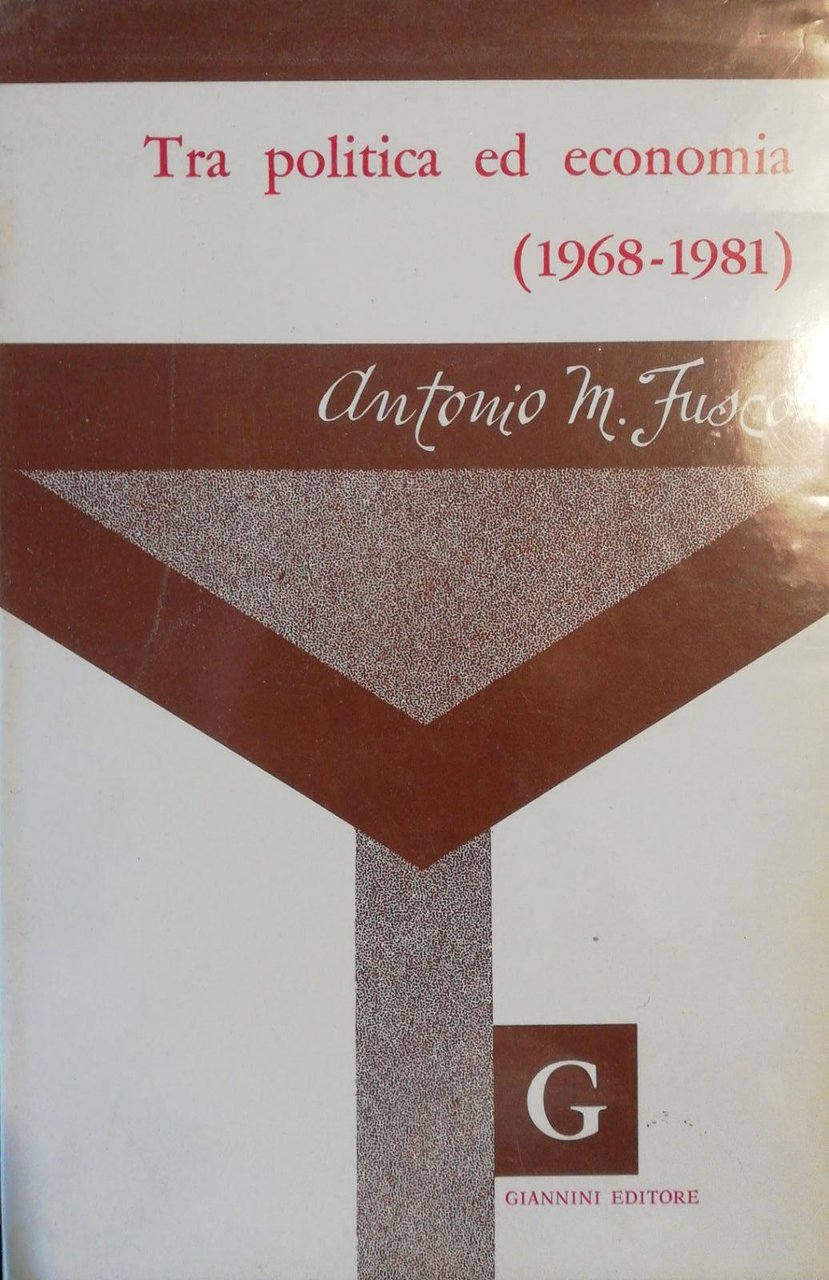 Tra politica ed economia
(1968-1981)
Antonio M. Fusco
G
GIANNINI EDITORE